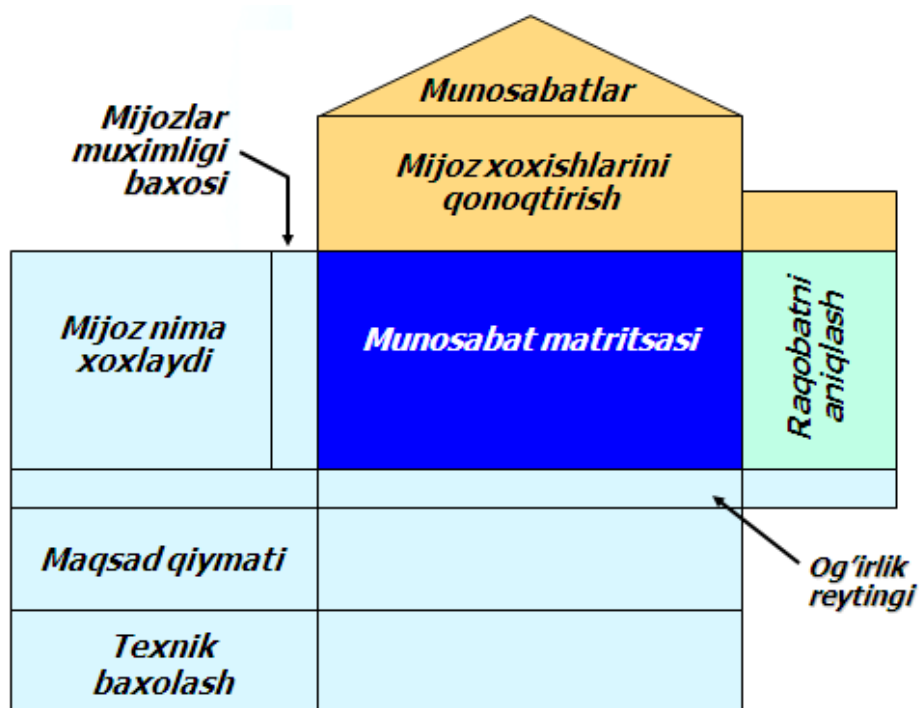 Munosabatlar
Mijozlar
muximligi
baxosi
Mijoz xoxishlarini
qonoqtirish
Mijoz nima
xoxlaydi
Munosabat matritsasi
Raqobatni
aniqlash
Maqsad qiymati
Og’irlik
reytingi
Texnik
baxolash